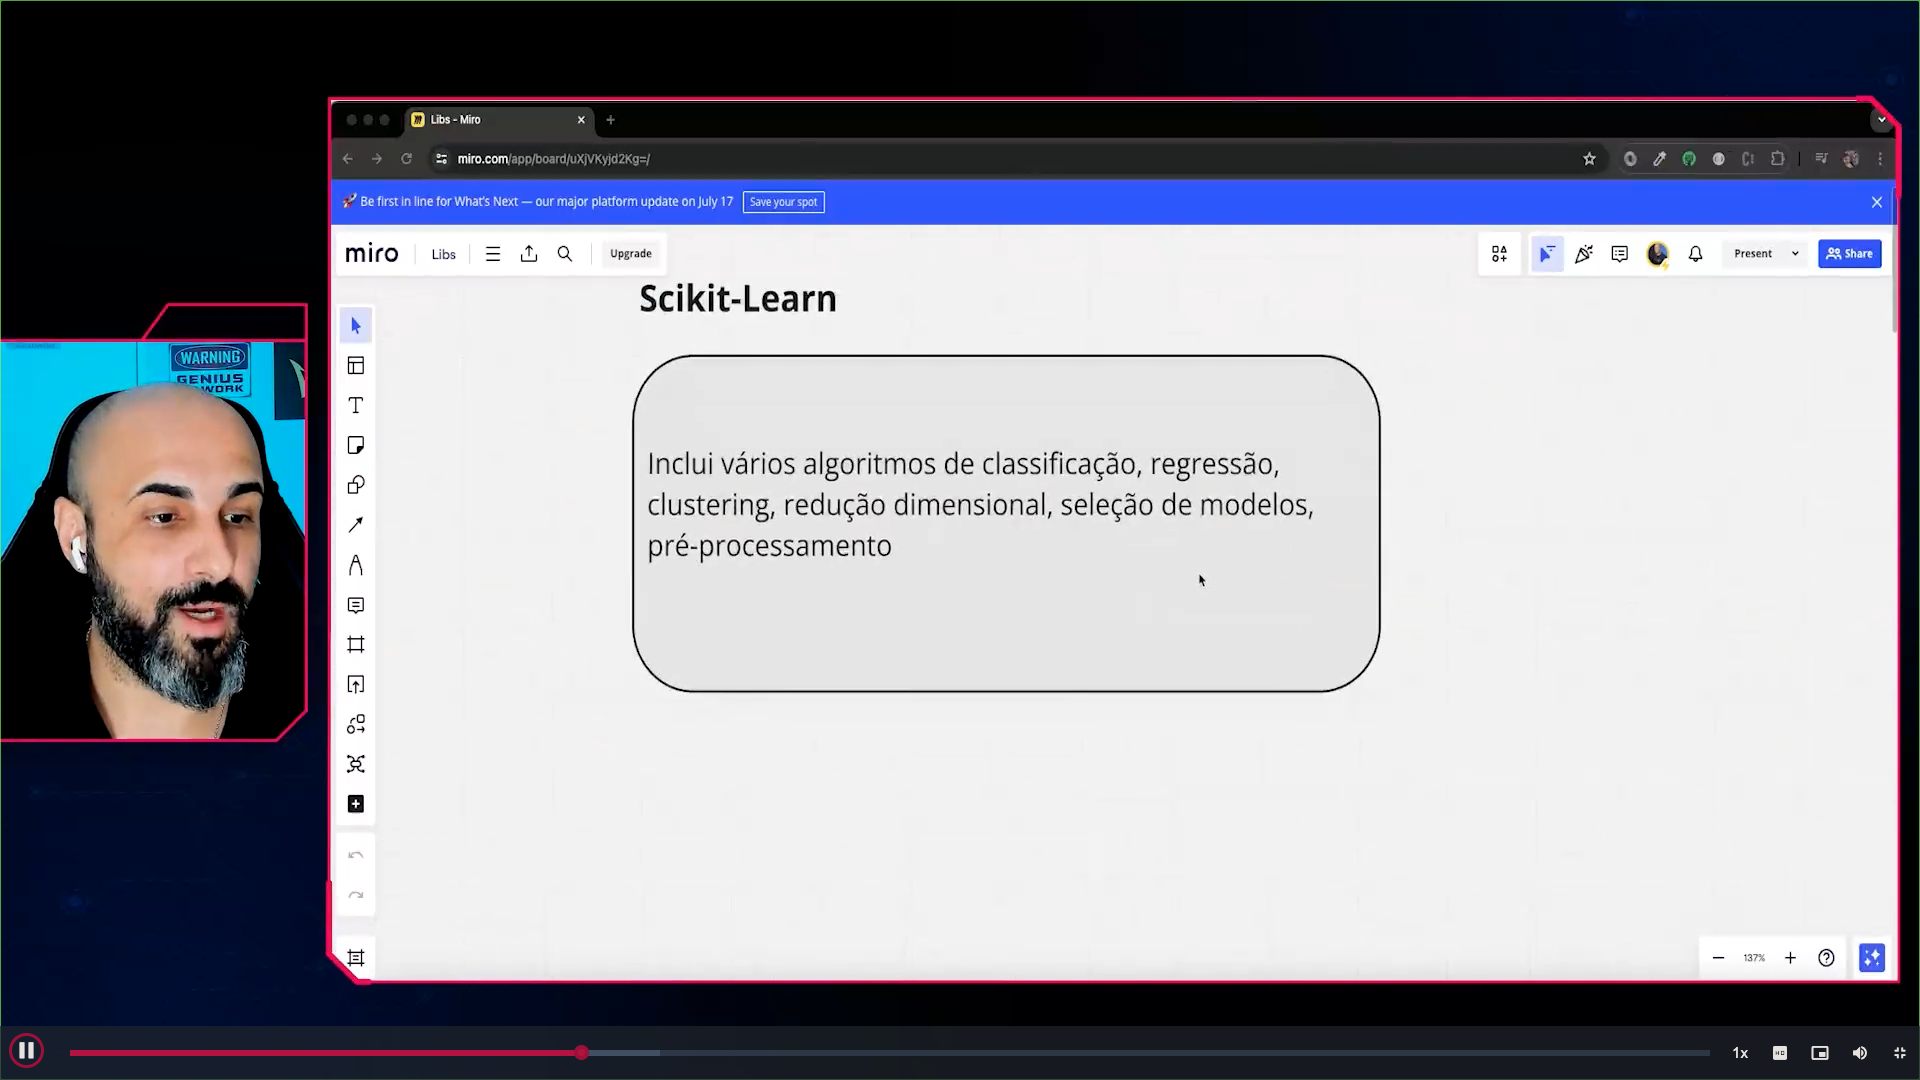 Libs - Miro
miro.com/app/board/uXjVKyjd2Kg=/
Be first in line for What's Next — our major platform update on July 17
Save your spot
miro
Libs
Upgrade
Present
Share
Scikit-Learn
WARNING
GENIUS
WORK
Inclui vários algoritmos de classificação, regressão,
clustering, redução dimensional, seleção de modelos,
pré-processamento
137%
1x